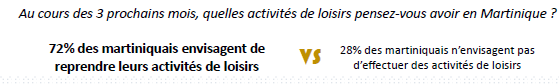 Au cours des 3 prochains mois, quelles activités de loisirs pensez-vous avoir en Martinique ?
72% des martiniquais envisagent de
reprendre leurs activités de loisirs
VS
28% des martiniquais n'envisagent pas
d'effectuer des activités de loisirs